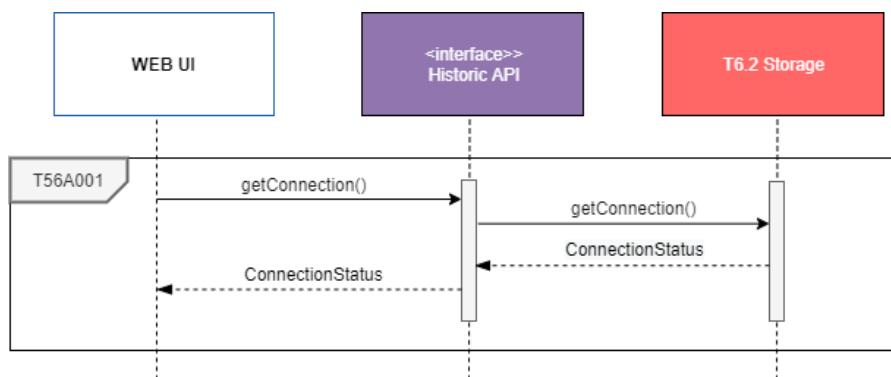 WEB UI
<interface>>
Historic API
T6.2 Storage
T56A001
getConnection()
getConnection()
ConnectionStatus
ConnectionStatus